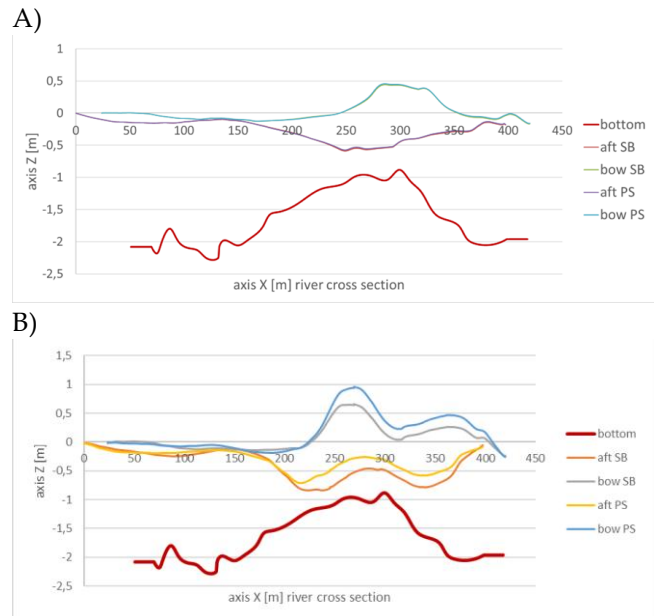 A)
1
0,5
0
-0,5
-1
-1,5
-2
-2,5
0 50 100 150 200 250 300 350 400 450
axis Z [m]
axis X [m] river cross section
bottom
aft SB
bow SB
aft PS
bow PS
B)
1,5
1
0,5
0
-0,5
-1
-1,5
-2
-2,5
0 50 100 150 200 250 300 350 400 450
axis Z [m]
axis X [m] river cross section
bottom
aft SB
bow SB
aft PS
bow PS